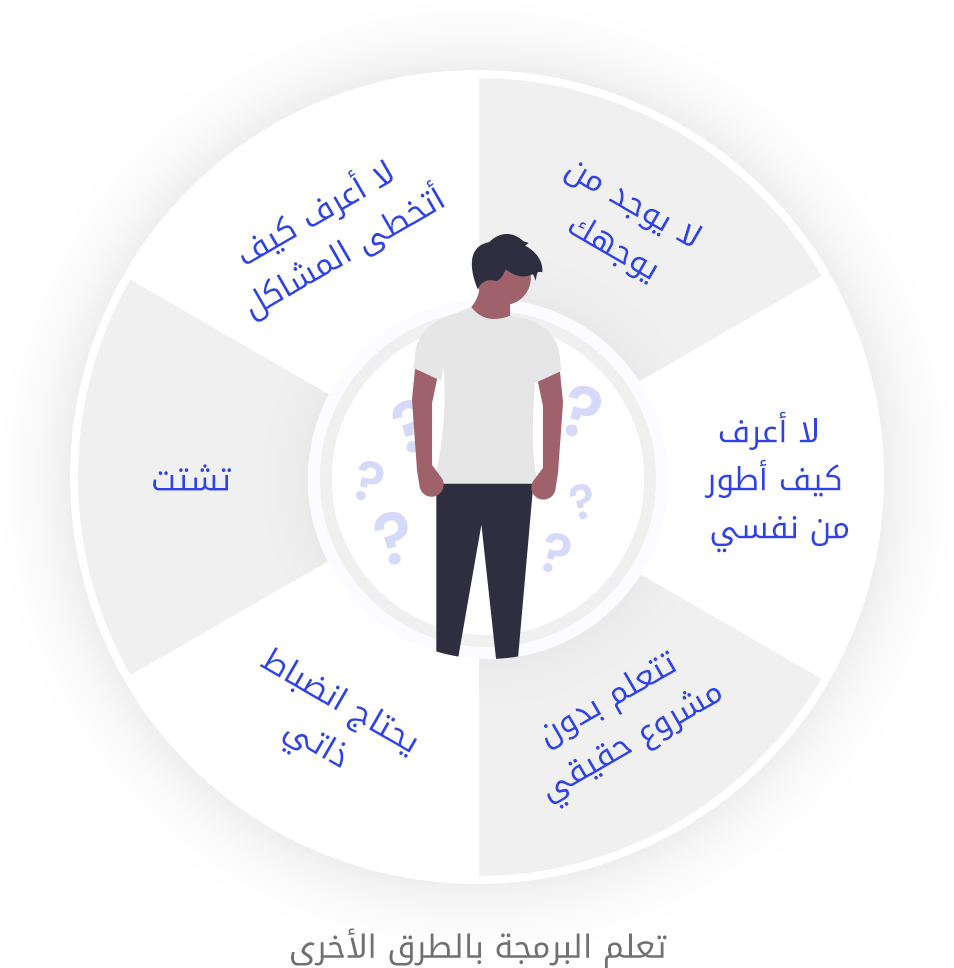 لا يوجد من
يوجهك
لا أعرف
كيف أطور
من نفسي
تتعلم بدون
مشروع حقيقي
يحتاج انضباط
ذاتي
تشتت
لا أعرف كيف
أتخطى المشاكل
?
?
?
?
?
?
تعلم البرمجة بالطرق الأخرى